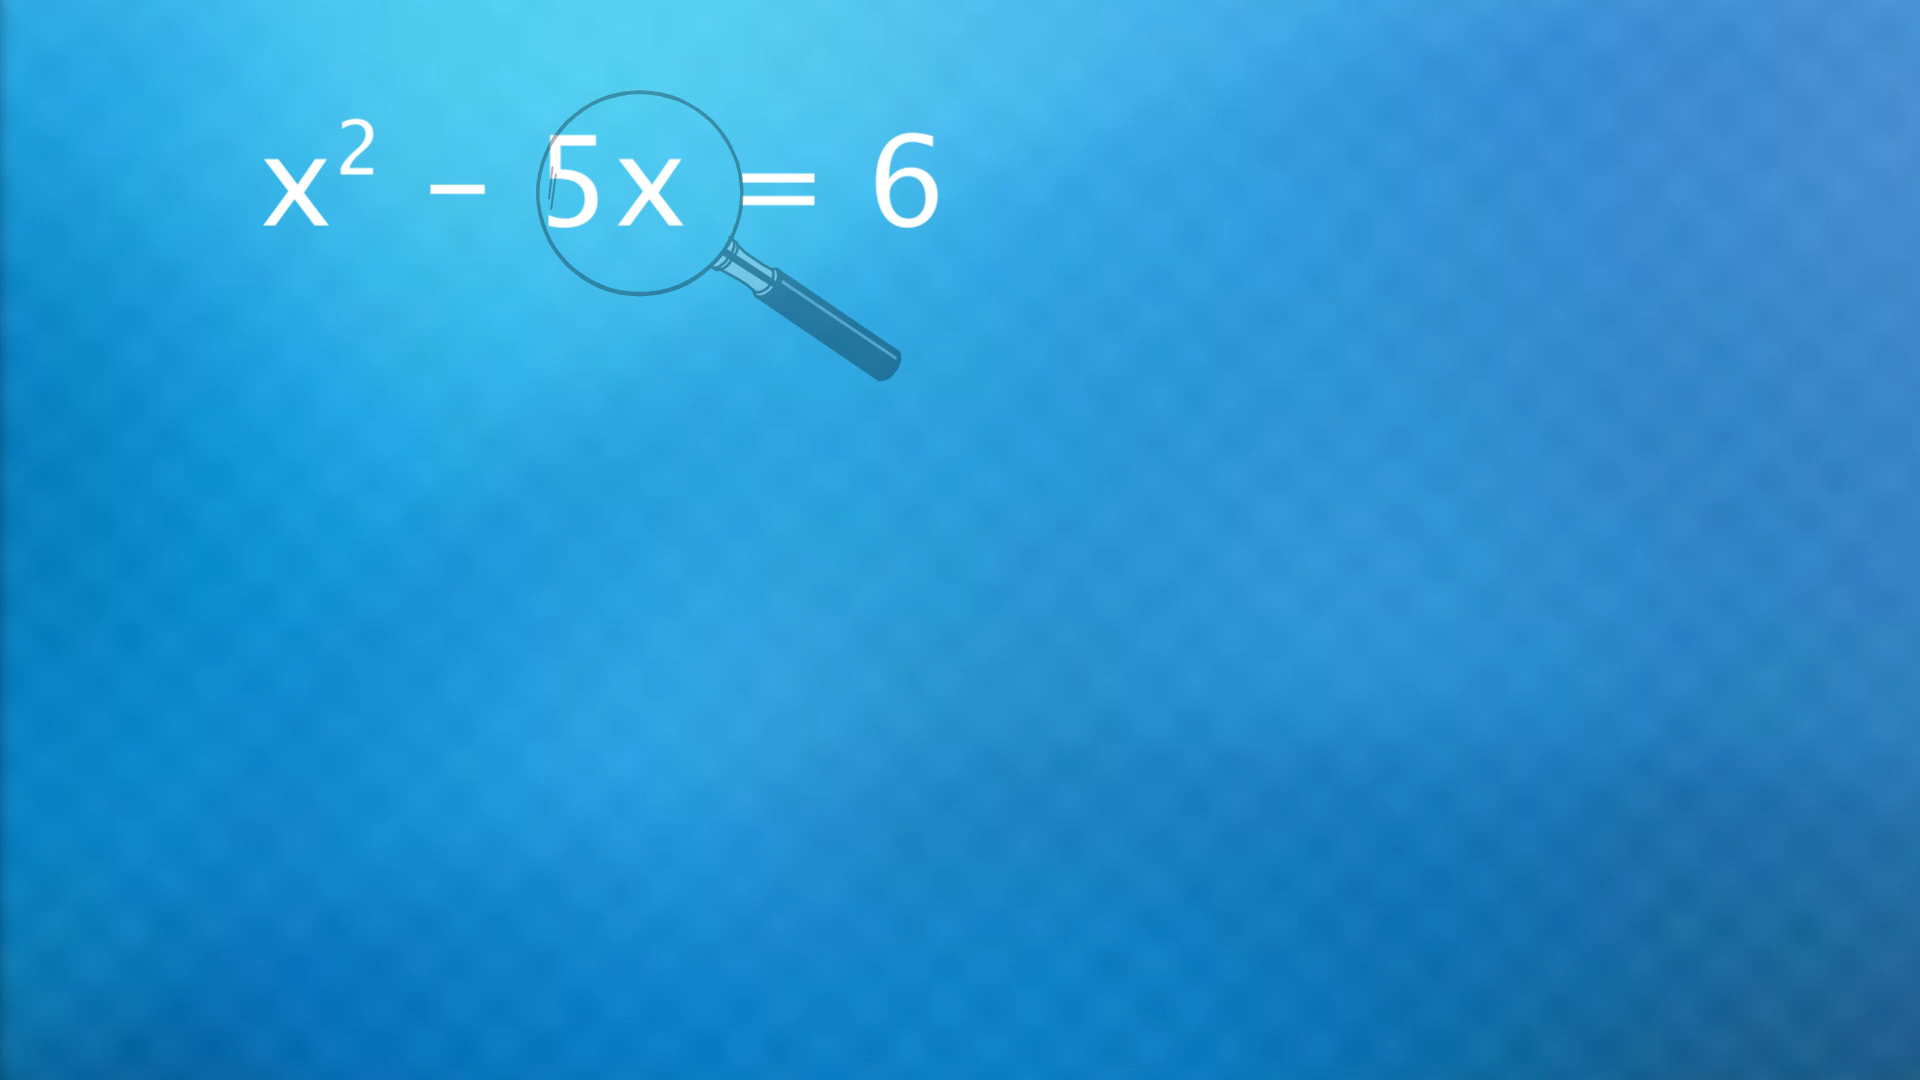 x² – 5x = 6